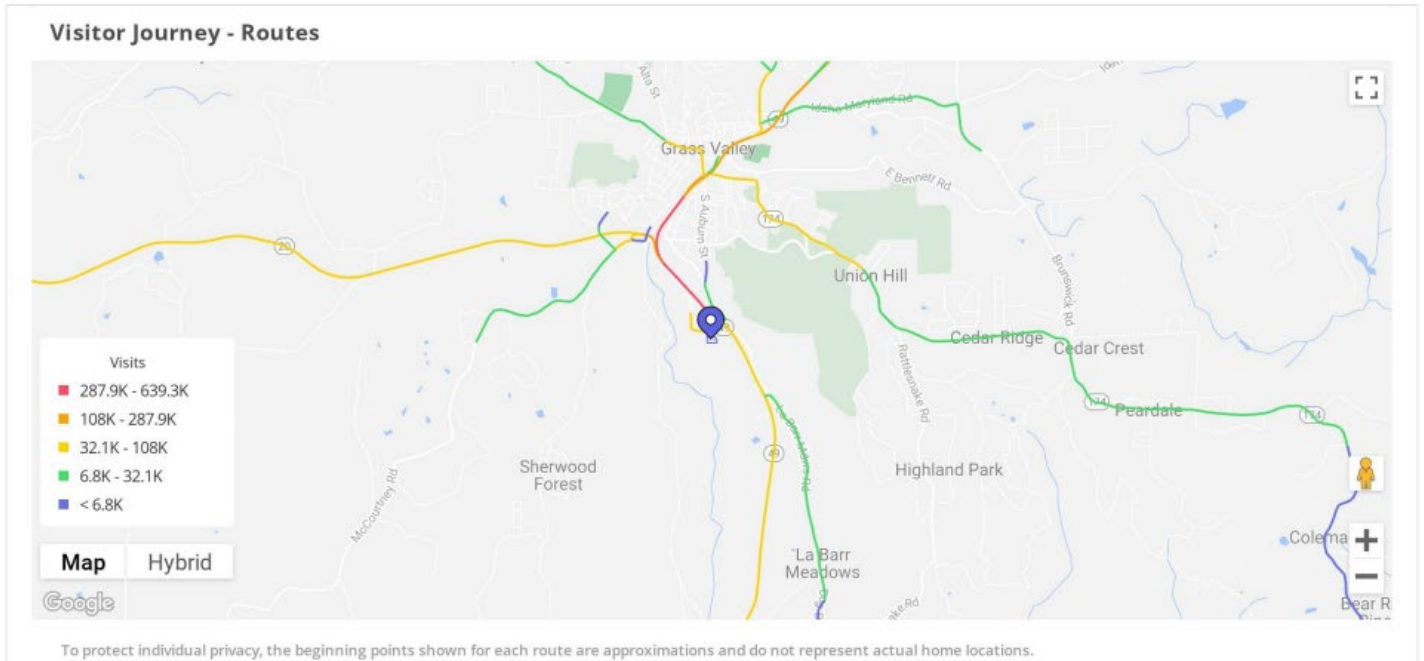 Visitor Journey - Routes
Alta St
Idaho Maryland Rd
Grass Valley
E Bennett Rd
S Auburn St
174
20
Union Hill
Brunswick Rd
Cedar Ridge
Cedar Crest
Rattlesnake Rd
174
Peardale
174
Visits
287.9K - 639.3K
108K - 287.9K
32.1K - 108K
6.8K - 32.1K
< 6.8K
49
Sherwood
Forest
Highland Park
McCourtney Rd
Colema
Map
Hybrid
La Barr
Meadows
Google
Bear R
To protect individual privacy, the beginning points shown for each route are approximations and do not represent actual home locations.